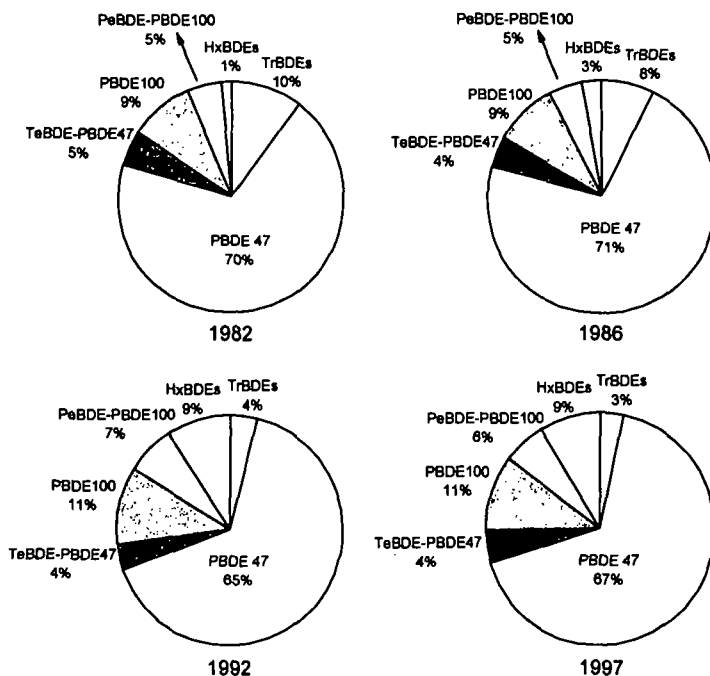 PeBDE-PBDE100
5%
HxBDEs
1%
TrBDEs
10%
PBDE100
9%
TeBDE-PBDE47
5%
PBDE 47
70%
1982
PeBDE-PBDE100
5%
HxBDEs
3%
TrBDEs
8%
PBDE100
9%
TeBDE-PBDE47
4%
PBDE 47
71%
1986
HxBDEs
9%
TrBDEs
4%
PeBDE-PBDE100
7%
PBDE100
11%
TeBDE-PBDE47
4%
PBDE 47
65%
1992
HxBDEs
9%
TrBDEs
3%
PeBDE-PBDE100
6%
PBDE100
11%
TeBDE-PBDE47
4%
PBDE 47
67%
1997